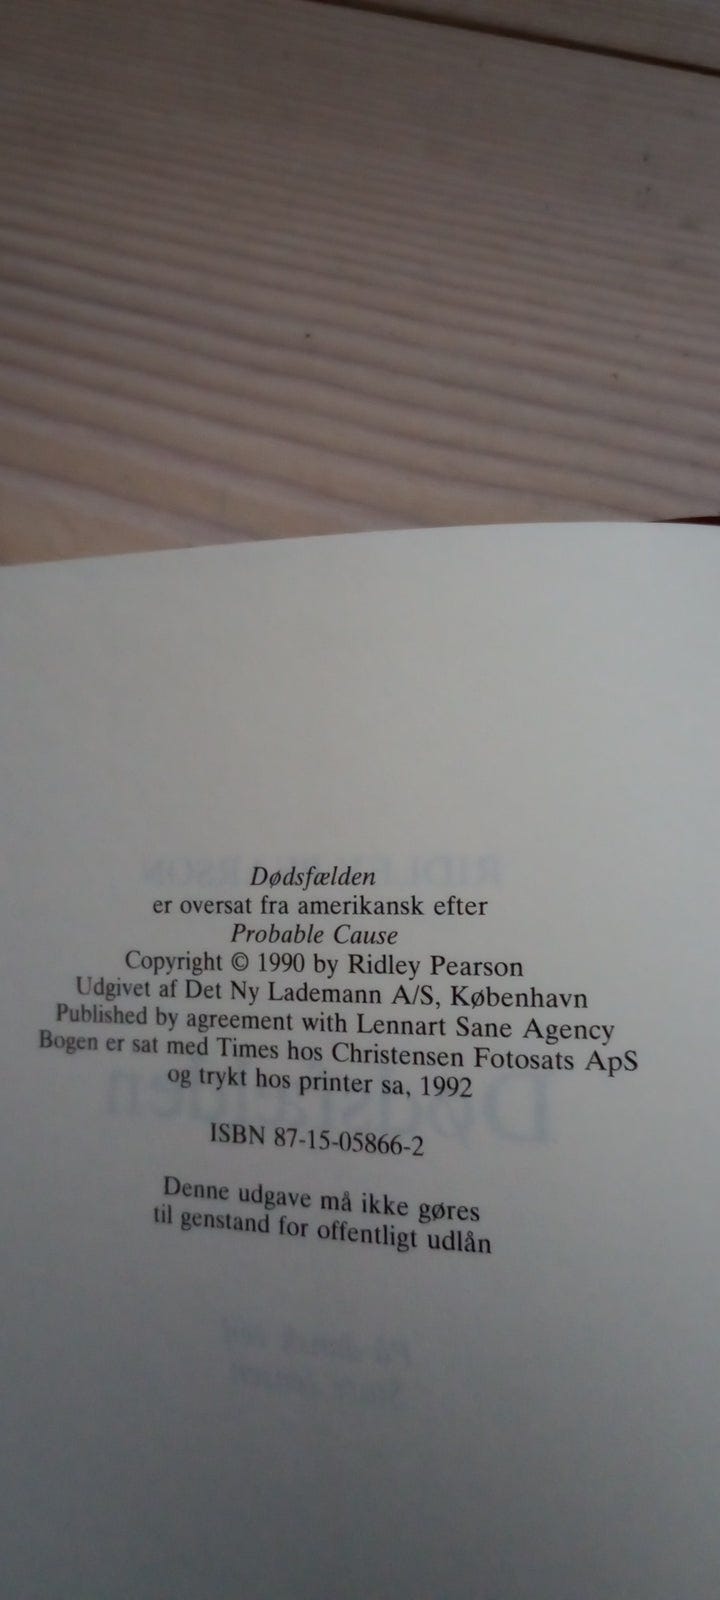 Dødsfælden
er oversat fra amerikansk efter
Probable Cause
Copyright © 1990 by Ridley Pearson
Udgivet af Det Ny Lademann A/S, København
Published by agreement with Lennart Sane Agency
Bogen er sat med Times hos Christensen Fotosats ApS
og trykt hos printer sa, 1992
ISBN 87-15-05866-2
Denne udgave må ikke gøres
til genstand for offentligt udlån